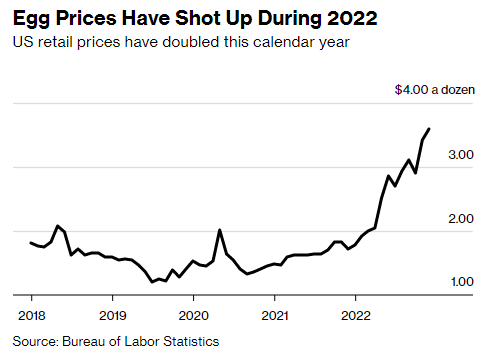 Egg Prices Have Shot Up During 2022
US retail prices have doubled this calendar year
$4.00 a dozen
3.00
2.00
1.00
2018 2019 2020 2021 2022
Source: Bureau of Labor Statistics